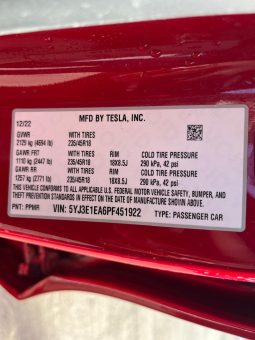 MFD BY TESLA, INC.
12/22
GVWR WITH TIRES
2129 kg (4694 lb) 235/45R18
GAWR FRT WITH TIRES RIM COLD TIRE PRESSURE
1110 kg (2447 lb) 235/45R18 18X8.5J 290 kPa, 42 psi
GAWR RR WITH TIRES RIM COLD TIRE PRESSURE
1257 kg (2771 lb) 235/45R18 18X8.5J 290 kPa, 42 psi
THIS VEHICLE CONFORMS TO ALL APPLICABLE U.S. FEDERAL MOTOR VEHICLE SAFETY, BUMPER, AND
THEFT PREVENTION STANDARDS IN EFFECT ON THE DATE OF MANUFACTURE SHOWN ABOVE.
PNT: PPMR VIN: 5YJ3E1EA6PF451922 TYPE: PASSENGER CAR